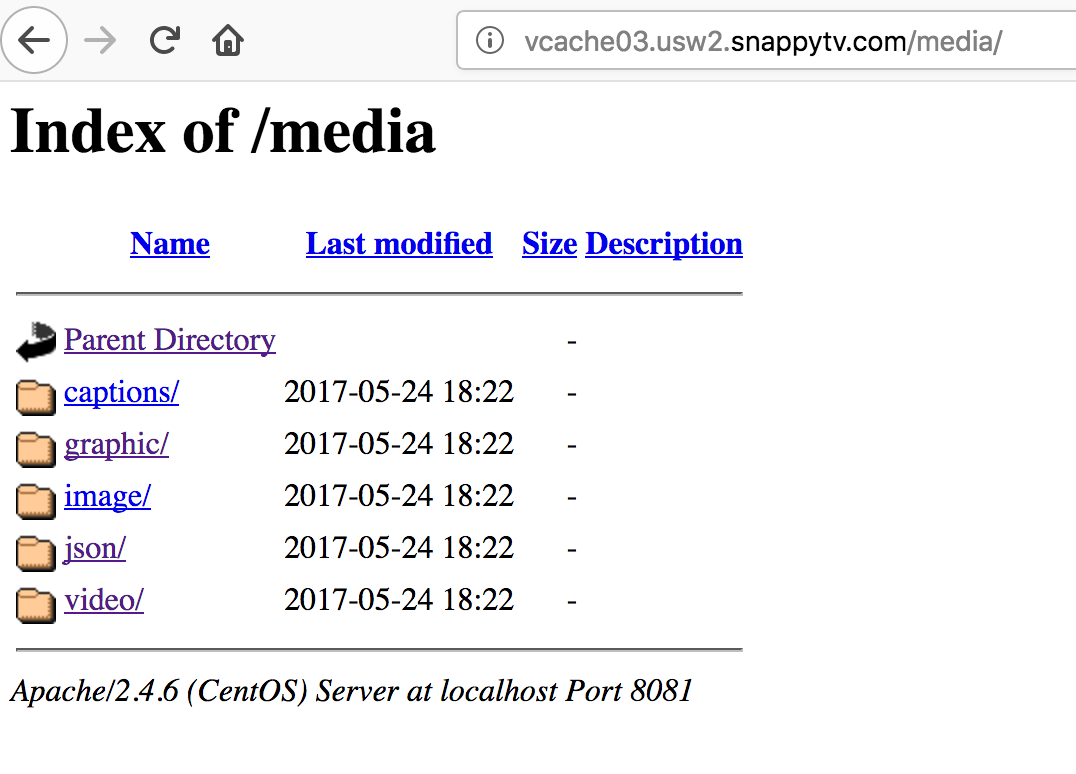 vcache03.usw2.snappytv.com/media/
Index of /media
Name Last modified Size Description
Parent Directory -
captions/ 2017-05-24 18:22 -
graphic/ 2017-05-24 18:22 -
image/ 2017-05-24 18:22 -
json/ 2017-05-24 18:22 -
video/ 2017-05-24 18:22 -
Apache/2.4.6 (CentOS) Server at localhost Port 8081